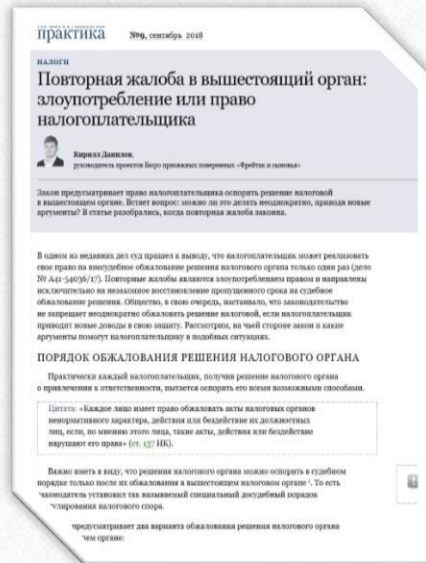 практика №9, сентябрь 2018
НАЛОГИ
Повторная жалоба в вышестоящий орган:
злоупотребление или право
налогоплательщика
Кирилл Данилов,
руководитель проектов Бюро присяжных поверенных «Фрейтак и сыновья»
Закон предусматривает право налогоплательщика оспорить решение налоговой
в вышестоящем органе. Встает вопрос: можно ли это делать неоднократно, приводя новые
аргументы? В статье разобрались, когда повторная жалоба законна.
В одном из недавних дел суд пришел к выводу, что налогоплательщик может реализовать
свое право на внесудебное обжалование решения налогового органа только один раз (дело
№ А41-54036/17). Повторные жалобы являются злоупотреблением правом и направлены
исключительно на незаконное восстановление пропущенного срока на судебное
обжалование решения. Общество, в свою очередь, настаивало, что законодательство
не запрещает неоднократно обжаловать решение налоговой, если налогоплательщик
приводит новые доводы в свою защиту. Рассмотрим, на чьей стороне закон и какие
аргументы помогут налогоплательщику в подобных ситуациях.
ПОРЯДОК ОБЖАЛОВАНИЯ РЕШЕНИЯ НАЛОГОВОГО ОРГАНА
Практически каждый налогоплательщик, получив решение налогового органа
о привлечении к ответственности, пытается оспорить его всеми возможными способами.
Цитата: «Каждое лицо имеет право обжаловать акты налоговых органов
ненормативного характера, действия или бездействие их должностных
лиц, если, по мнению этого лица, такие акты, действия или бездействие
нарушают его права» (ст. 137 НК).
Важно иметь в виду, что решения налогового органа можно оспорить в судебном
порядке только после их обжалования в вышестоящем налоговом органе ¹. То есть
законодатель установил так называемый специальный досудебный порядок
налогового спора.
предусматривает два варианта обжалования решения налогового органа
органе: